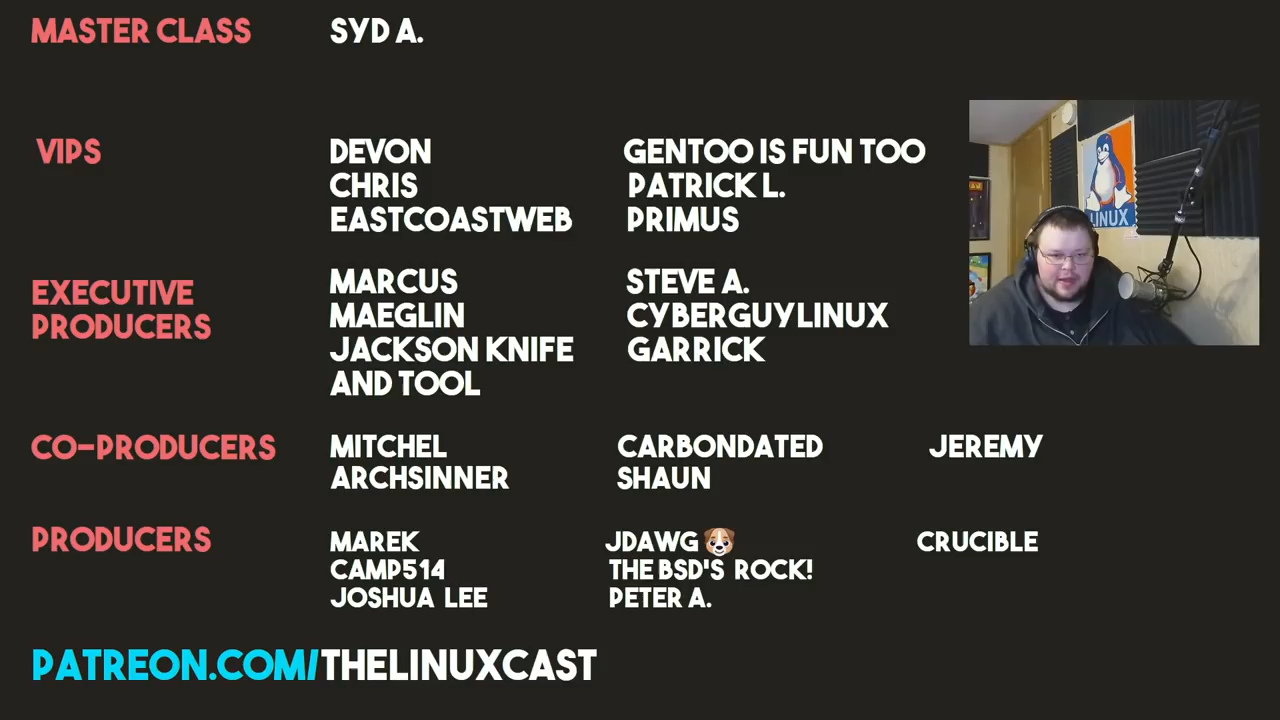 MASTER CLASS SYD A.
VIPS DEVON GENTOO IS FUN TOO
CHRIS PATRICK L.
EASTCOASTWEB PRIMUS
LINUX
EXECUTIVE PRODUCERS MARCUS STEVE A.
MAEGLIN CYBERGUYLINUX
JACKSON KNIFE GARRICK
AND TOOL
CO-PRODUCERS MITCHEL CARBONDATED JEREMY
ARCHSINNER SHAUN
PRODUCERS MAREK JDAWG🐶 CRUCIBLE
CAMP514 THE BSD'S ROCK!
JOSHUA LEE PETER A.
PATREON.COM/THELINUXCAST